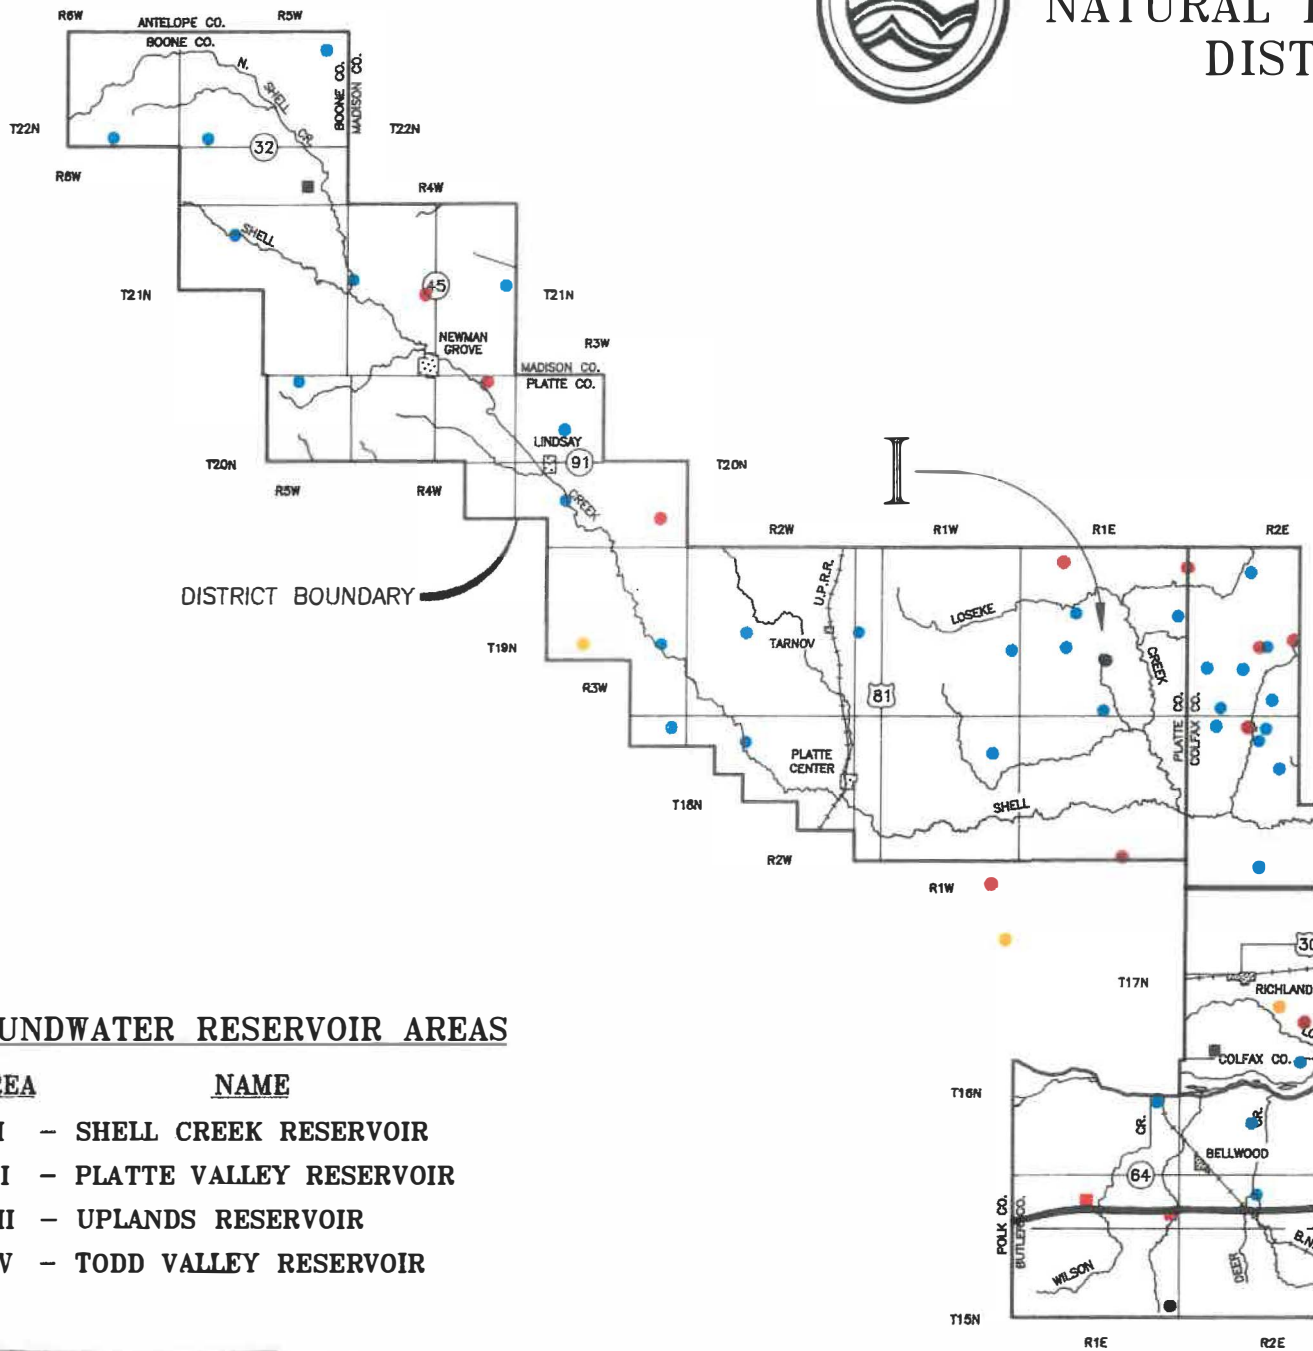 NATURAL
DIST
R6W
ANTELOPE CO.
R5W
BOONE CO.
N.
SHELL
CR.
BOONE CO.
MADISON CO.
T22N
T22N
32
R6W
R4W
SHELL
T21N
45
T21N
NEWMAN
GROVE
R3W
MADISON CO.
PLATTE CO.
LINDSAY
91
T20N
T20N
R5W
R4W
CREEK
I
R2W
R1W
R1E
R2E
DISTRICT BOUNDARY
U.P.R.R.
LOSEKE
T19N
TARNOV
CREEK
R3W
81
PLATTE CO.
COLFAX CO.
PLATTE
CENTER
T18N
SHELL
R2W
R1W
30
T17N
RICHLAND
LO
COLFAX CO.
T16N
CR.
CR.
BELLWOOD
64
POLK CO.
BUTLER CO.
B.N.
WILSON
DEER
T15N
R1E
R2E
UNDWATER RESERVOIR AREAS
REA NAME
I - SHELL CREEK RESERVOIR
I - PLATTE VALLEY RESERVOIR
II - UPLANDS RESERVOIR
V - TODD VALLEY RESERVOIR